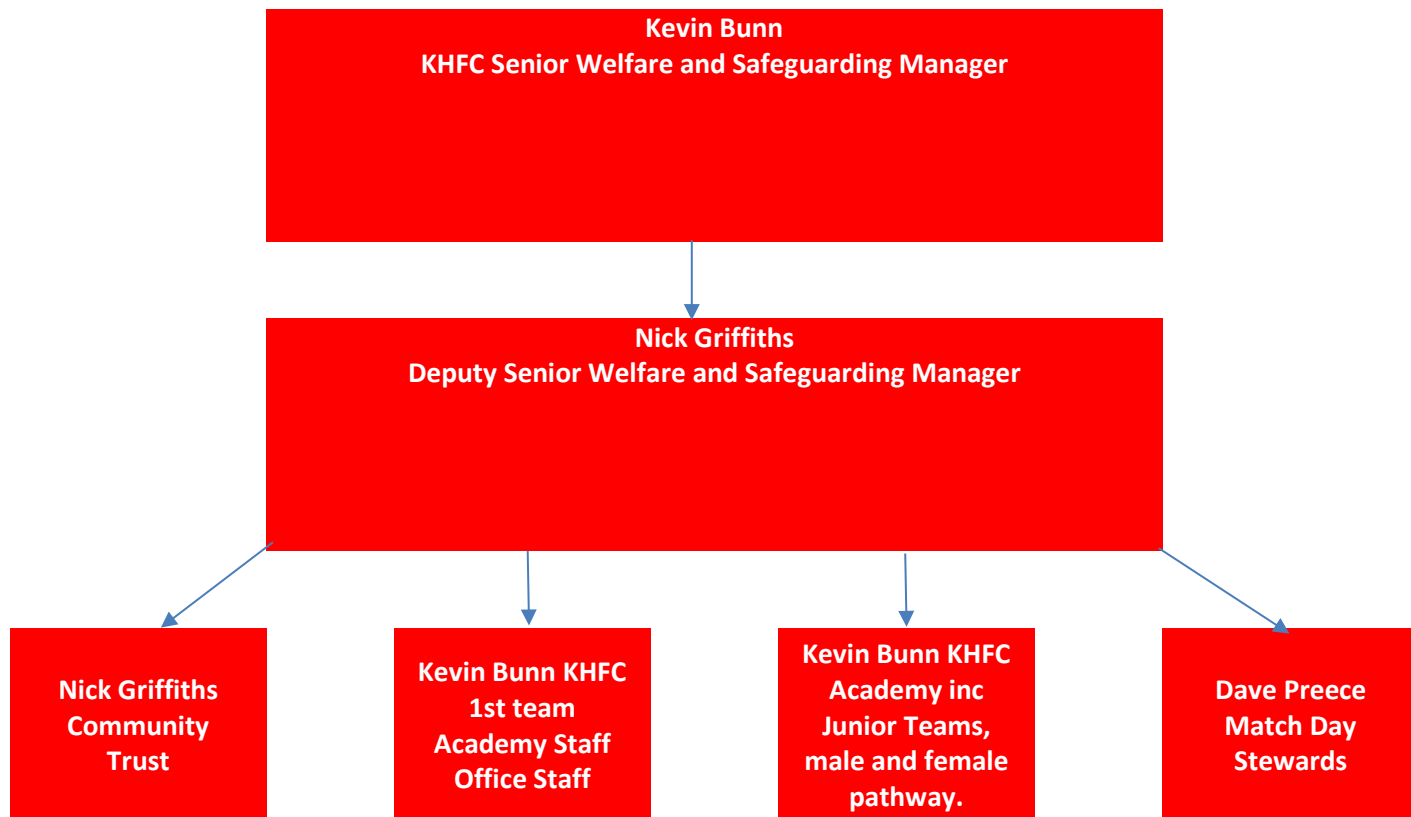 Kevin Bunn
KHFC Senior Welfare and Safeguarding Manager
Nick Griffiths
Deputy Senior Welfare and Safeguarding Manager
Nick Griffiths
Community
Trust
Kevin Bunn KHFC
1st team
Academy Staff
Office Staff
Kevin Bunn KHFC
Academy inc
Junior Teams,
male and female
pathway.
Dave Preece
Match Day
Stewards